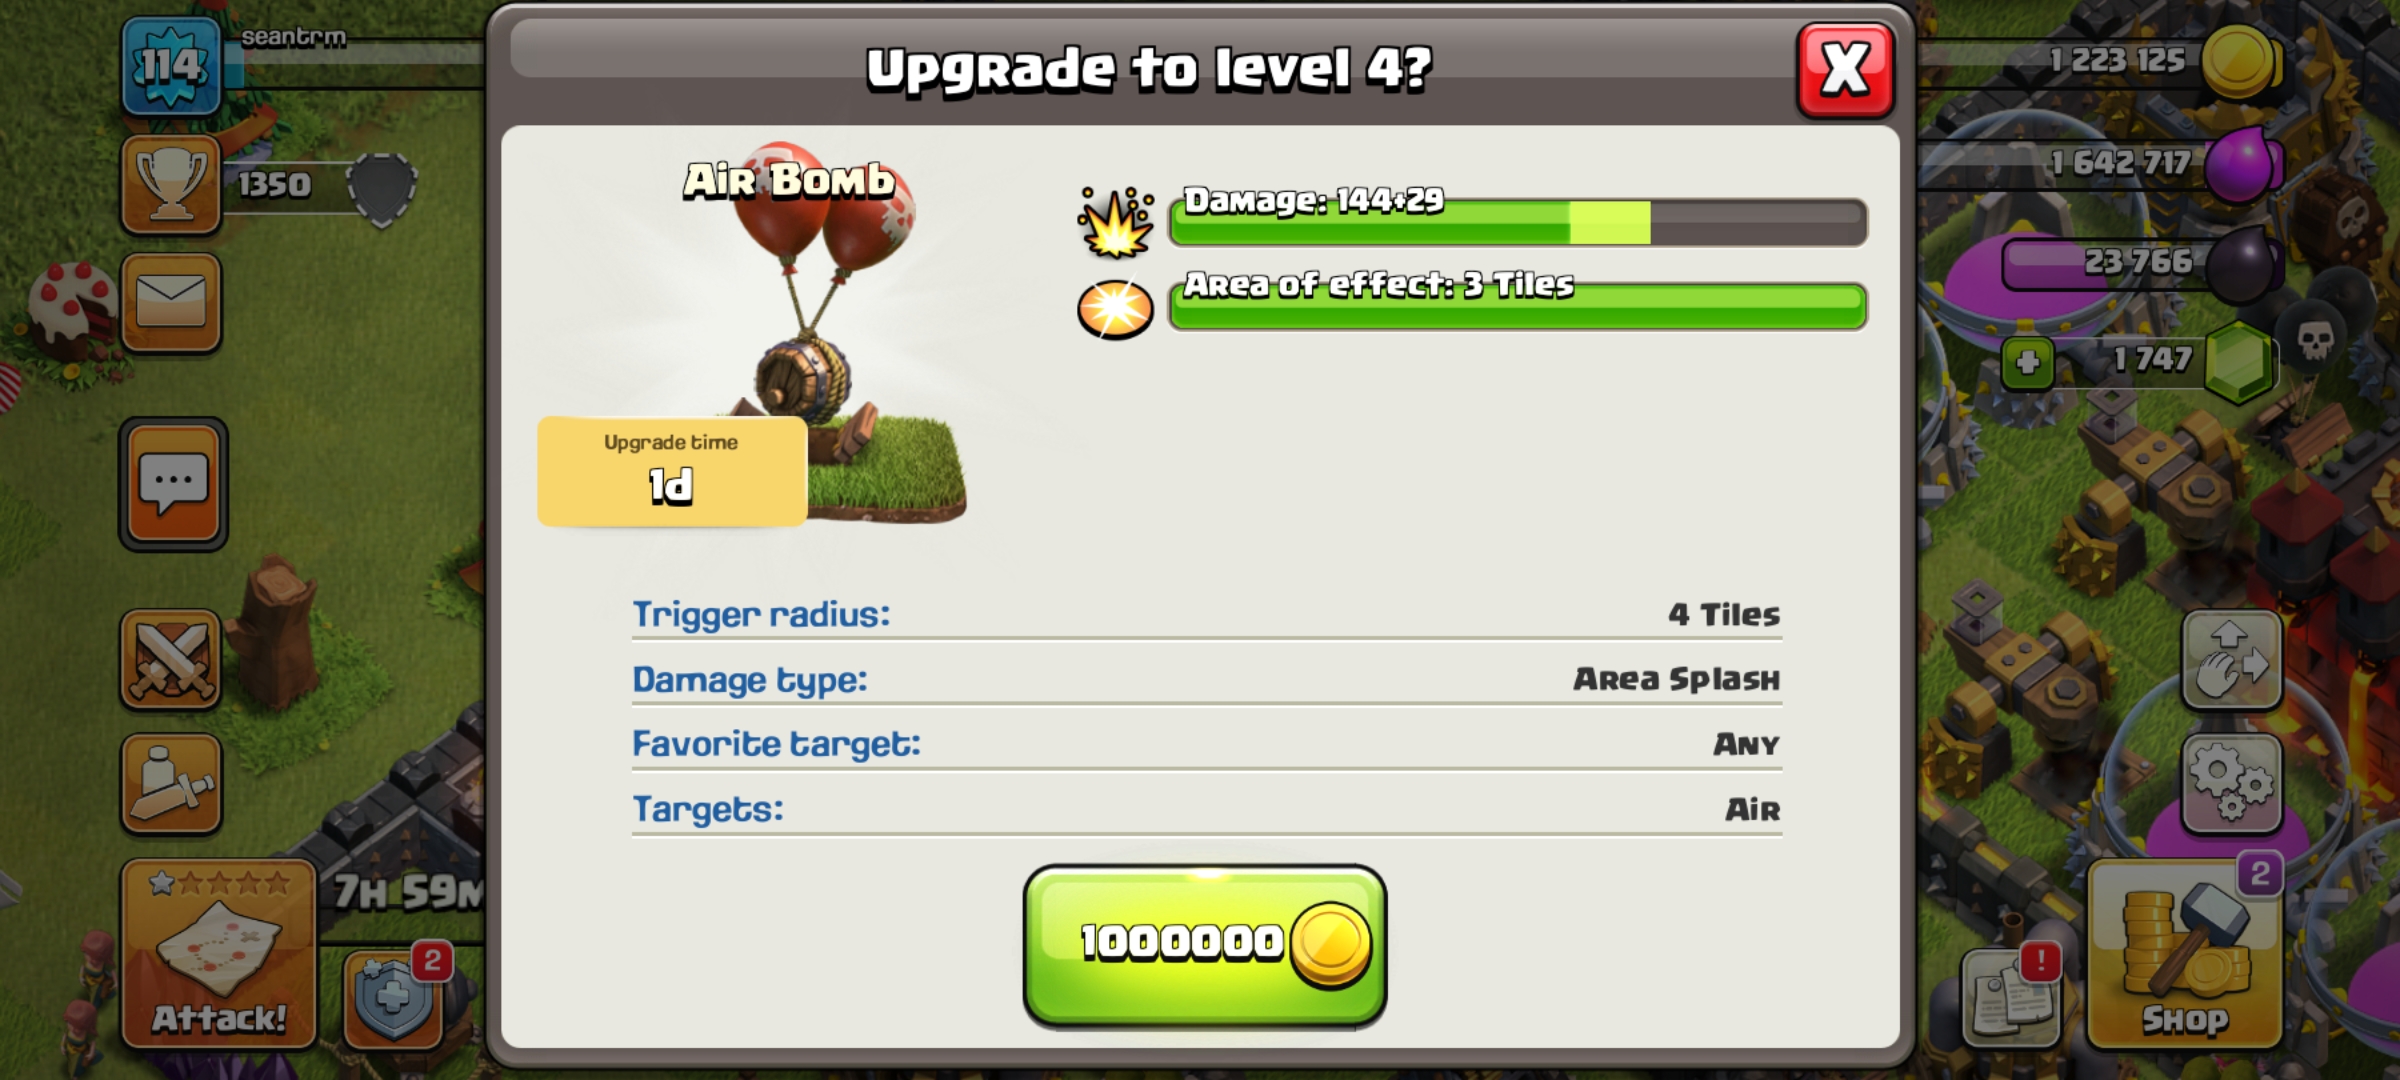 114
seantrm
Upgrade to level 4?
X
1 223 125
1350
Air Bomb
Damage: 144+29
1 642 717
Area of effect: 3 Tiles
23 766
1 747
Upgrade time
1d
Trigger radius: 4 Tiles
Damage type: Area Splash
Favorite target: Any
Targets: Air
7H 59M
2
2
1000000
!
Attack!
Shop